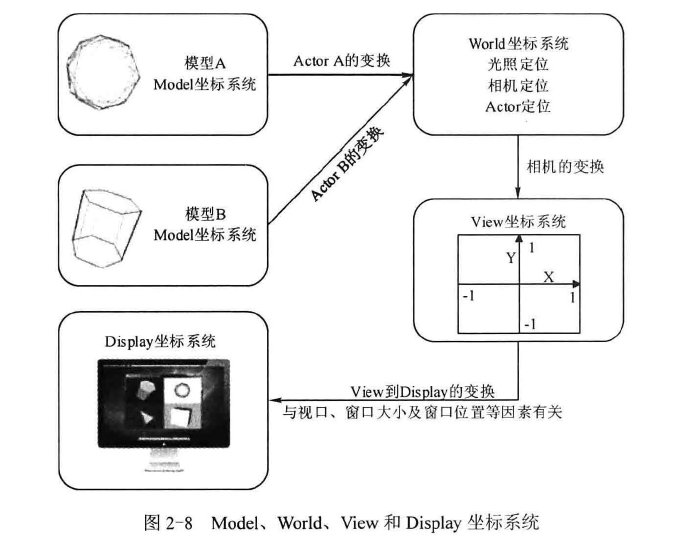 模型A
Model坐标系统
Actor A的变换
World坐标系统
光照定位
相机定位
Actor定位
Actor B的变换
相机的变换
模型B
Model坐标系统
View坐标系统
1
Y
X
-1
1
-1
Display坐标系统
View到Display的变换
与视口、窗口大小及窗口位置等因素有关
图 2-8 Model、World、View 和 Display 坐标系统